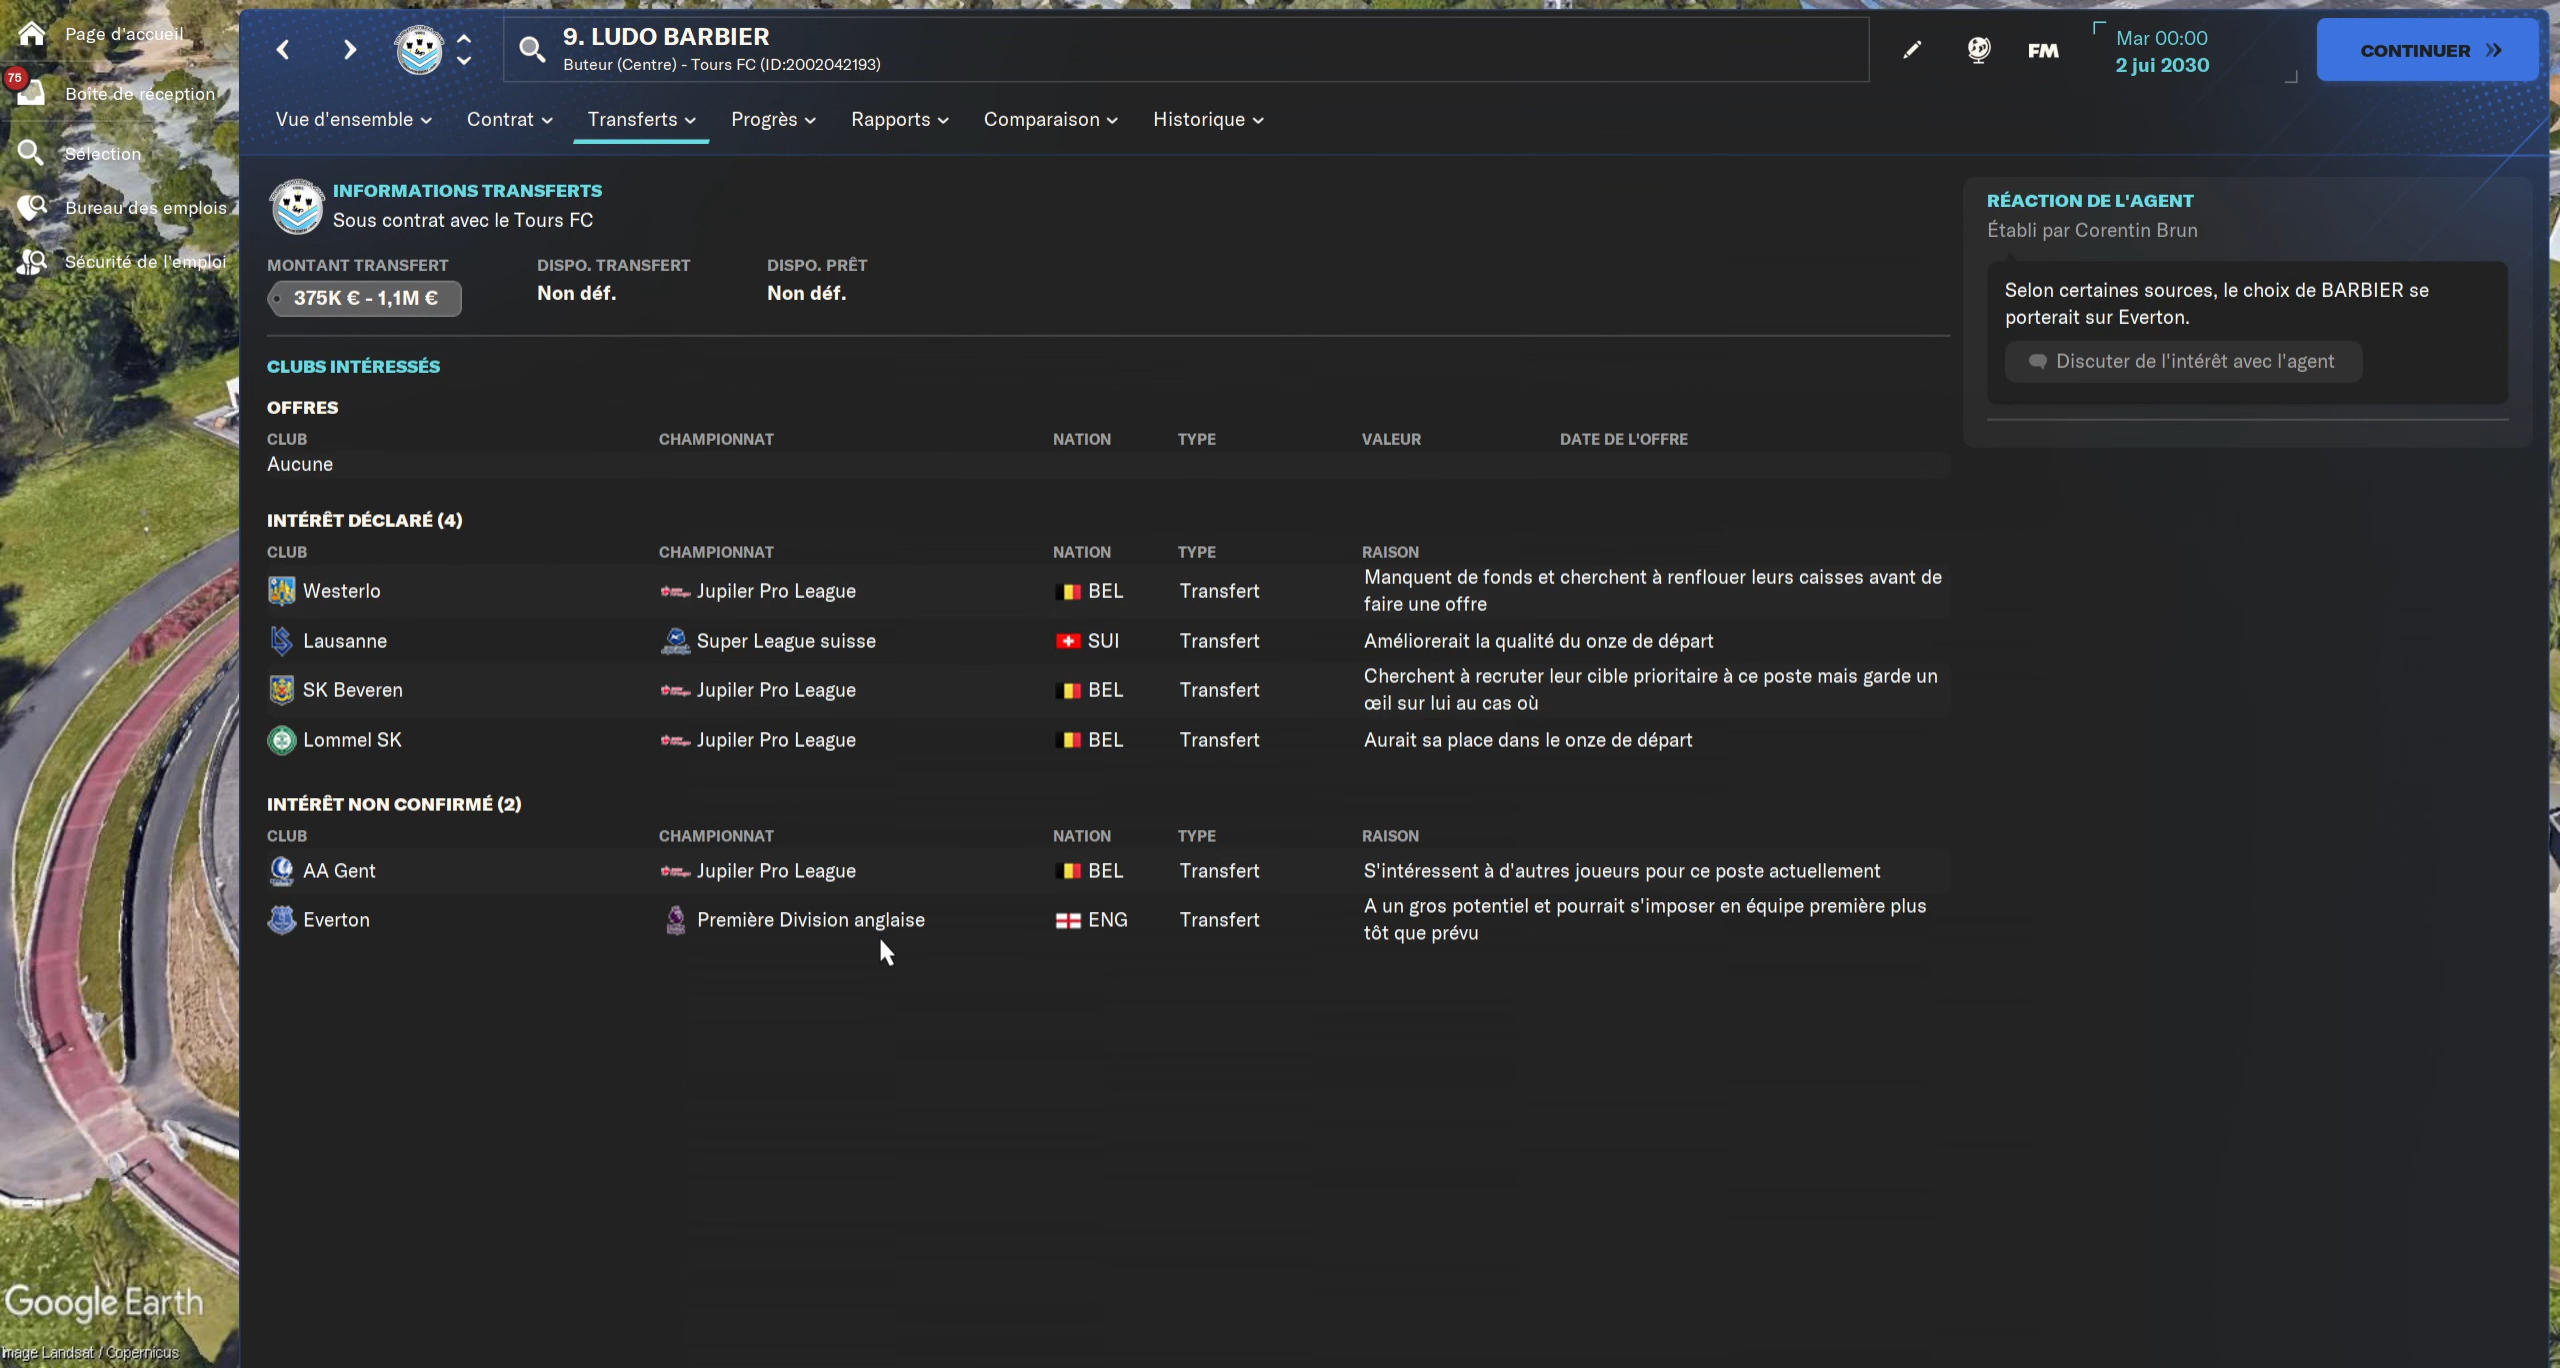 Page d'accueil
75
Boîte de réception
Sélection
Bureau des emplois
Sécurité de l'emploi
9. LUDO BARBIER
Buteur (Centre) - Tours FC (ID:2002042193)
FM
Mar 00:00
2 jui 2030
CONTINUER
Vue d'ensemble
Contrat
Transferts
Progrès
Rapports
Comparaison
Historique
INFORMATIONS TRANSFERTS
Sous contrat avec le Tours FC
MONTANT TRANSFERT
DISPO. TRANSFERT
DISPO. PRÊT
375K € - 1,1M €
Non déf.
Non déf.
CLUBS INTÉRESSÉS
OFFRES
CLUB CHAMPIONNAT NATION TYPE VALEUR DATE DE L'OFFRE
Aucune
INTÉRÊT DÉCLARÉ (4)
CLUB CHAMPIONNAT NATION TYPE RAISON
Westerlo Jupiler Pro League BEL Transfert Manquent de fonds et cherchent à renflouer leurs caisses avant de
faire une offre
Lausanne Super League suisse SUI Transfert Améliorerait la qualité du onze de départ
SK Beveren Jupiler Pro League BEL Transfert Cherchent à recruter leur cible prioritaire à ce poste mais garde un
œil sur lui au cas où
Lommel SK Jupiler Pro League BEL Transfert Aurait sa place dans le onze de départ
INTÉRÊT NON CONFIRMÉ (2)
CLUB CHAMPIONNAT NATION TYPE RAISON
AA Gent Jupiler Pro League BEL Transfert S'intéressent à d'autres joueurs pour ce poste actuellement
Everton Première Division anglaise ENG Transfert A un gros potentiel et pourrait s'imposer en équipe première plus
tôt que prévu
RÉACTION DE L'AGENT
Établi par Corentin Brun
Selon certaines sources, le choix de BARBIER se
porterait sur Everton.
Discuter de l'intérêt avec l'agent
Google Earth
Image Landsat / Copernicus